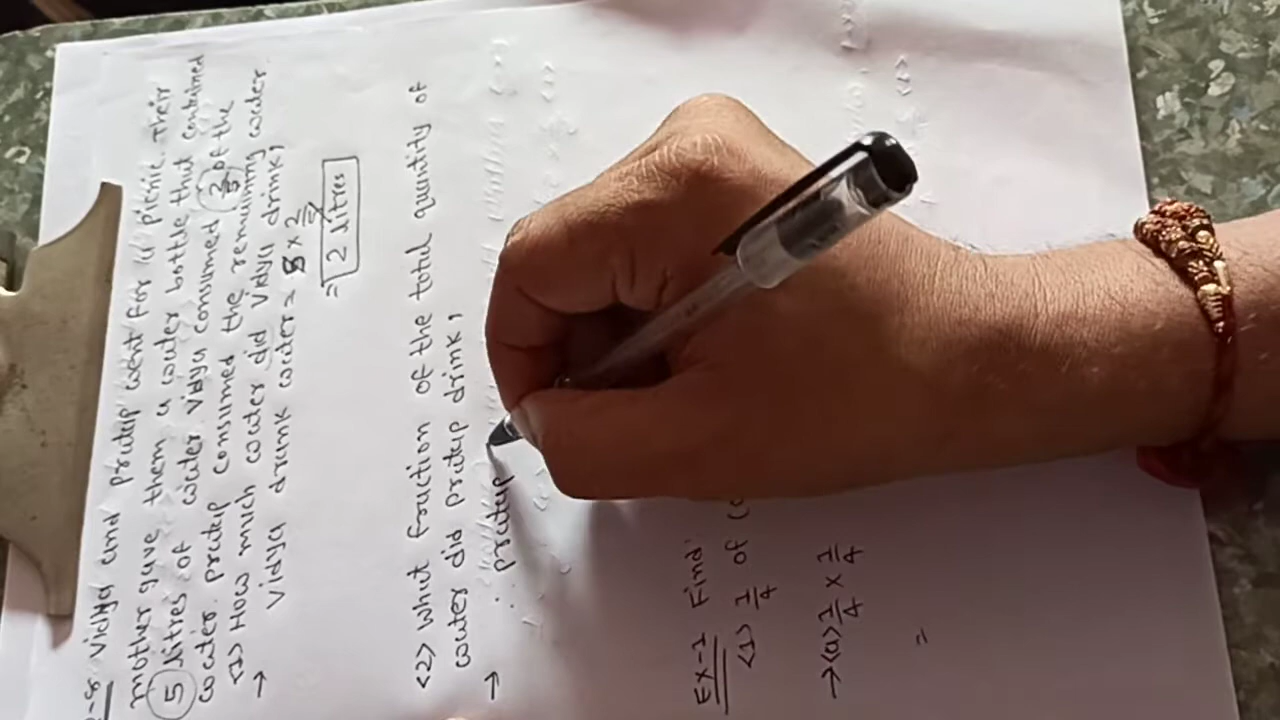 Vidya and pratap went for a picnic. Their
mother gave them a water bottle that contained
5 litres of water. Vidya consumed 2/5 of the
water. pratap consumed the remaining water
<1> How much water did Vidya drink,
→ Vidya drank water = 5 × 2/5
= 2 litres
<2> What fraction of the total quantity of
water did pratap drink,
→ ∴ pratap
EX-1 Find:
<1> 1/4 of
→ <a> 1/4 × 1/4
=